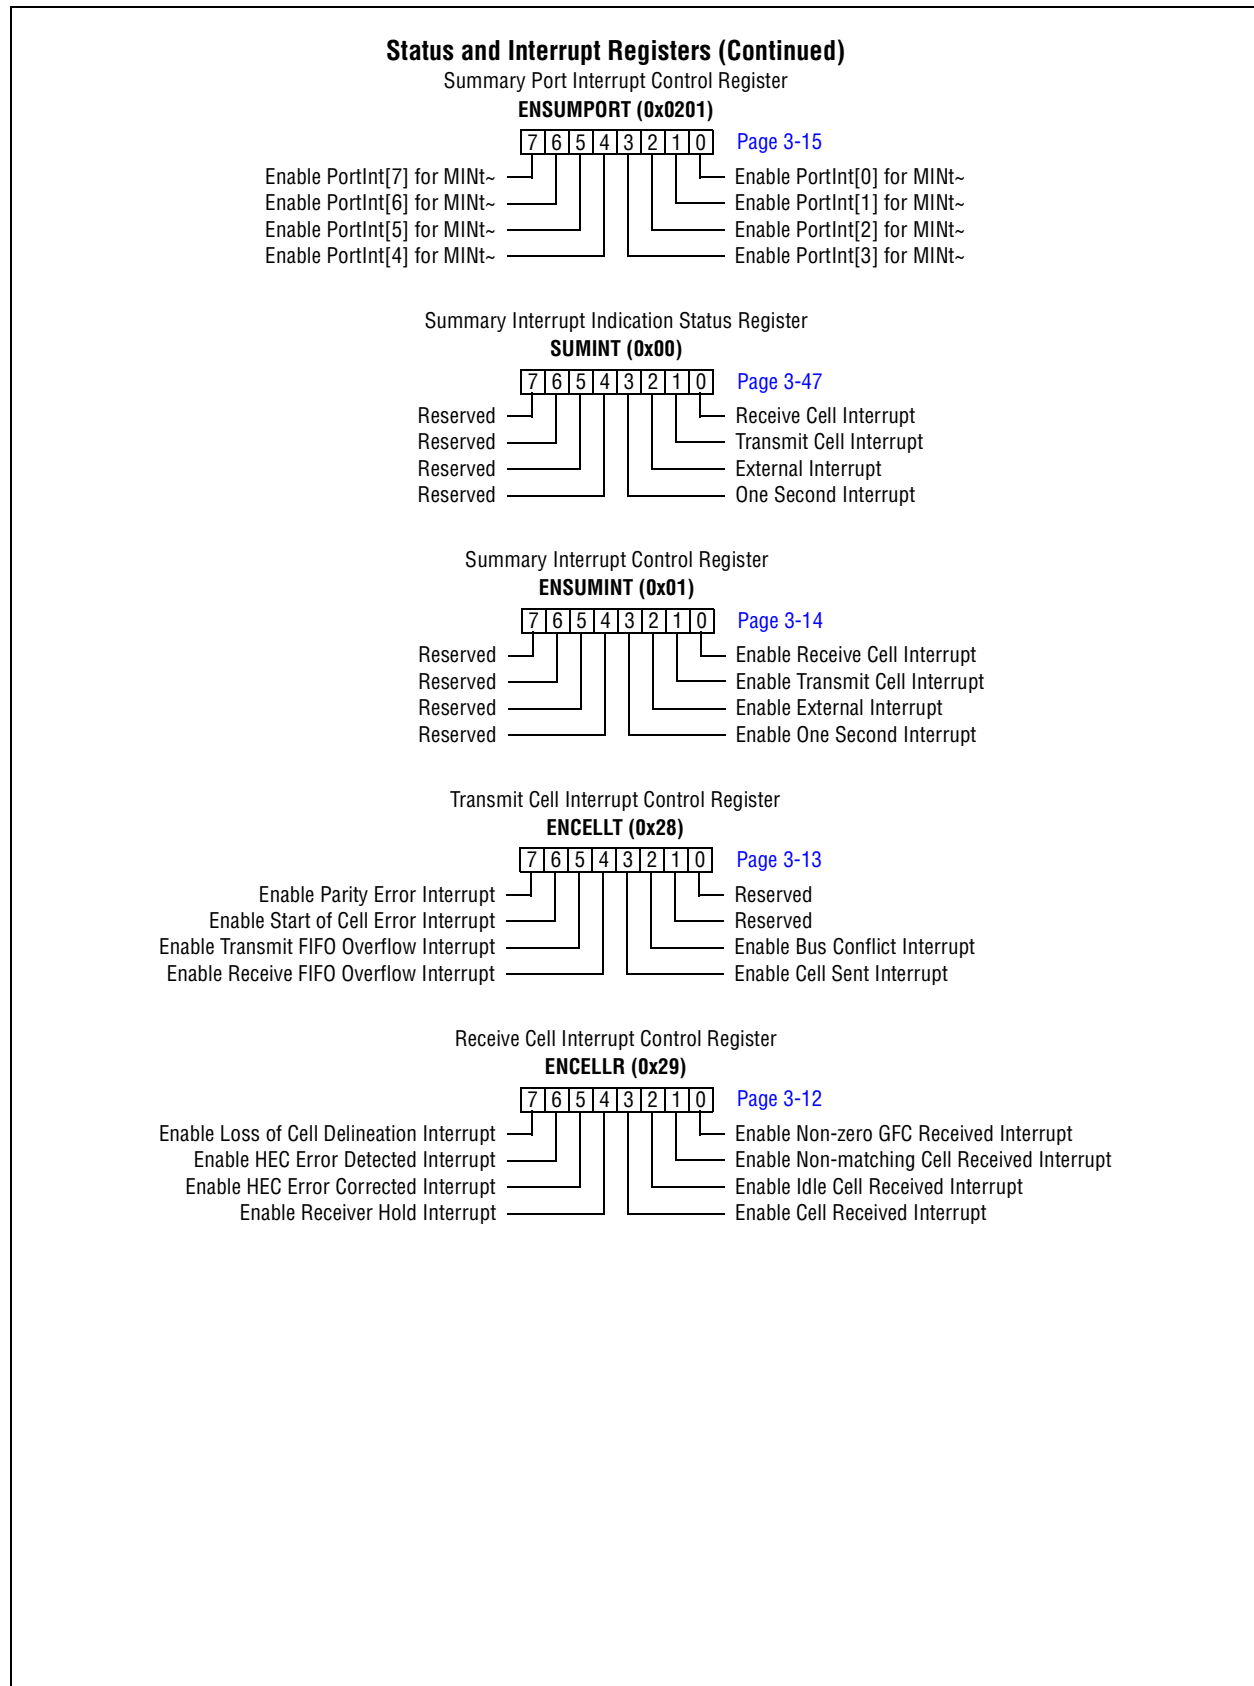 Status and Interrupt Registers (Continued)
Summary Port Interrupt Control Register
ENSUMPORT (0x0201)
7 6 5 4 3 2 1 0 Page 3-15
Enable PortInt[7] for MINt~ Enable PortInt[0] for MINt~
Enable PortInt[6] for MINt~ Enable PortInt[1] for MINt~
Enable PortInt[5] for MINt~ Enable PortInt[2] for MINt~
Enable PortInt[4] for MINt~ Enable PortInt[3] for MINt~
Summary Interrupt Indication Status Register
SUMINT (0x00)
7 6 5 4 3 2 1 0 Page 3-47
Reserved Receive Cell Interrupt
Reserved Transmit Cell Interrupt
Reserved External Interrupt
Reserved One Second Interrupt
Summary Interrupt Control Register
ENSUMINT (0x01)
7 6 5 4 3 2 1 0 Page 3-14
Reserved Enable Receive Cell Interrupt
Reserved Enable Transmit Cell Interrupt
Reserved Enable External Interrupt
Reserved Enable One Second Interrupt
Transmit Cell Interrupt Control Register
ENCELLT (0x28)
7 6 5 4 3 2 1 0 Page 3-13
Enable Parity Error Interrupt Reserved
Enable Start of Cell Error Interrupt Reserved
Enable Transmit FIFO Overflow Interrupt Enable Bus Conflict Interrupt
Enable Receive FIFO Overflow Interrupt Enable Cell Sent Interrupt
Receive Cell Interrupt Control Register
ENCELLR (0x29)
7 6 5 4 3 2 1 0 Page 3-12
Enable Loss of Cell Delineation Interrupt Enable Non-zero GFC Received Interrupt
Enable HEC Error Detected Interrupt Enable Non-matching Cell Received Interrupt
Enable HEC Error Corrected Interrupt Enable Idle Cell Received Interrupt
Enable Receiver Hold Interrupt Enable Cell Received Interrupt